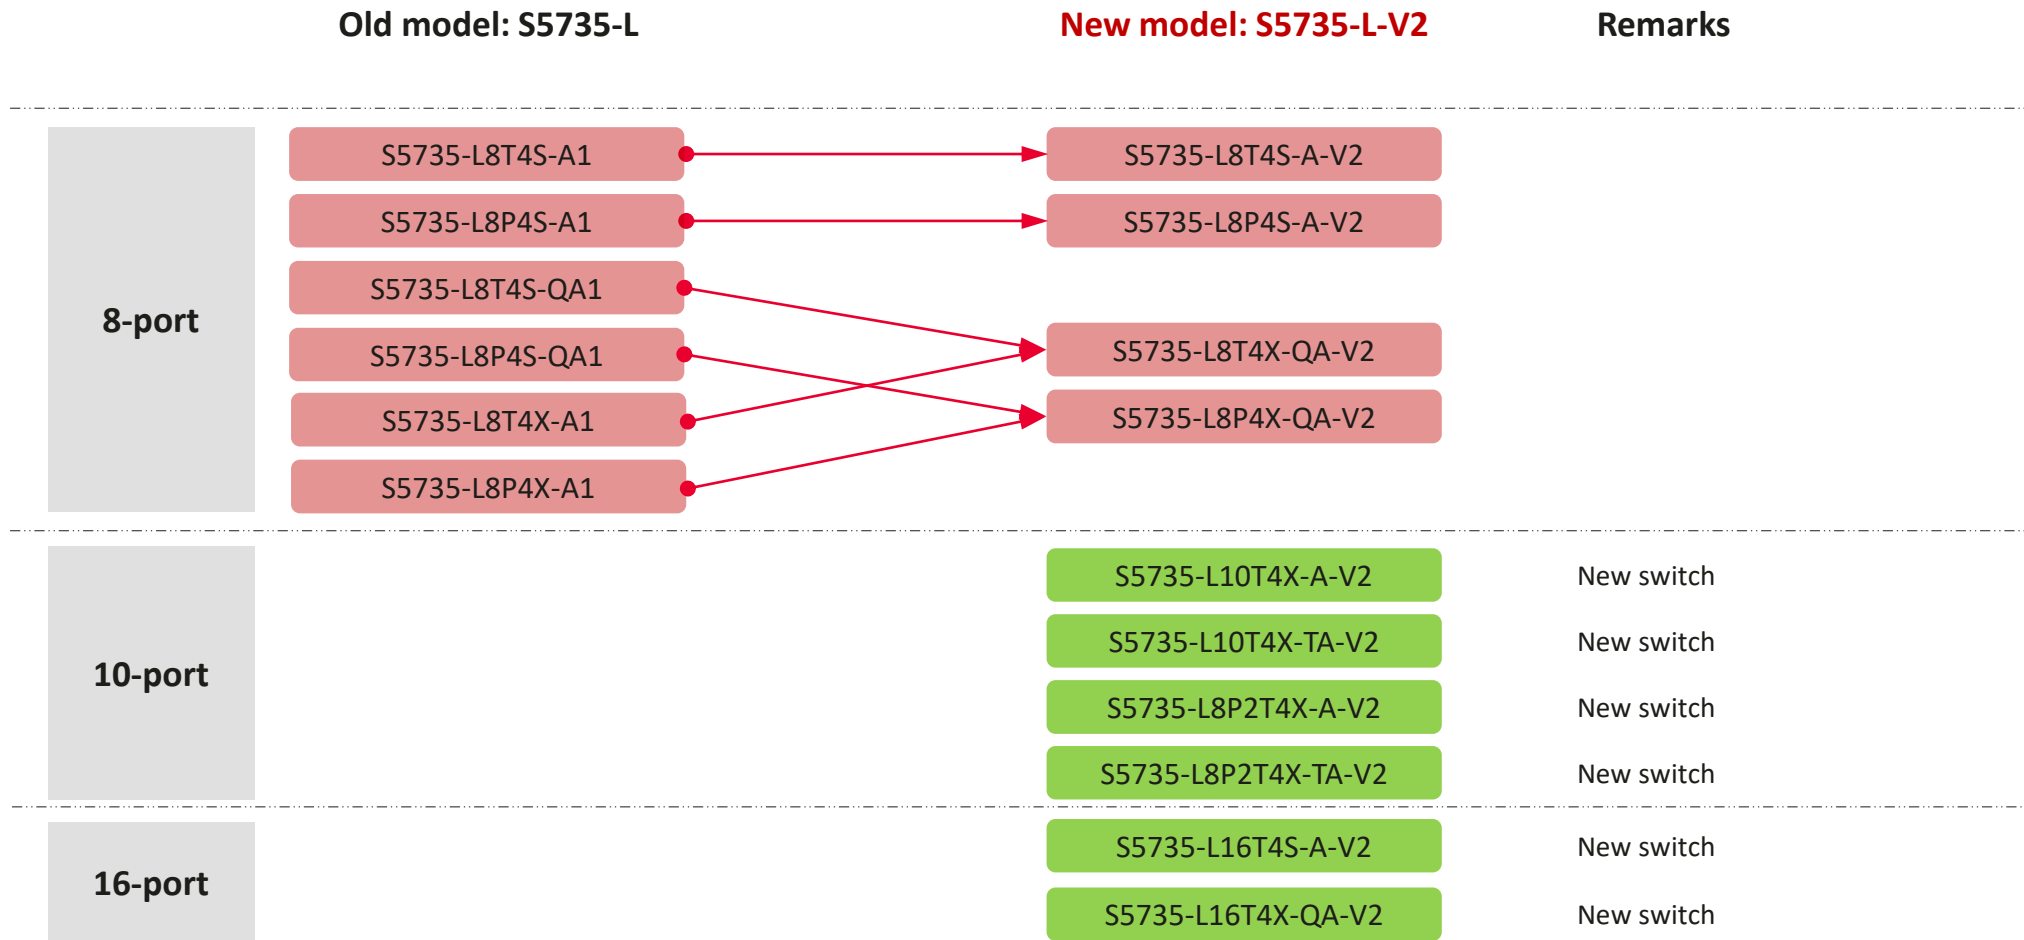 Old model: S5735-L
New model: S5735-L-V2
Remarks
8-port
S5735-L8T4S-A1
S5735-L8T4S-A-V2
S5735-L8P4S-A1
S5735-L8P4S-A-V2
S5735-L8T4S-QA1
S5735-L8P4S-QA1
S5735-L8T4X-QA-V2
S5735-L8T4X-A1
S5735-L8P4X-QA-V2
S5735-L8P4X-A1
10-port
S5735-L10T4X-A-V2
New switch
S5735-L10T4X-TA-V2
New switch
S5735-L8P2T4X-A-V2
New switch
S5735-L8P2T4X-TA-V2
New switch
16-port
S5735-L16T4S-A-V2
New switch
S5735-L16T4X-QA-V2
New switch